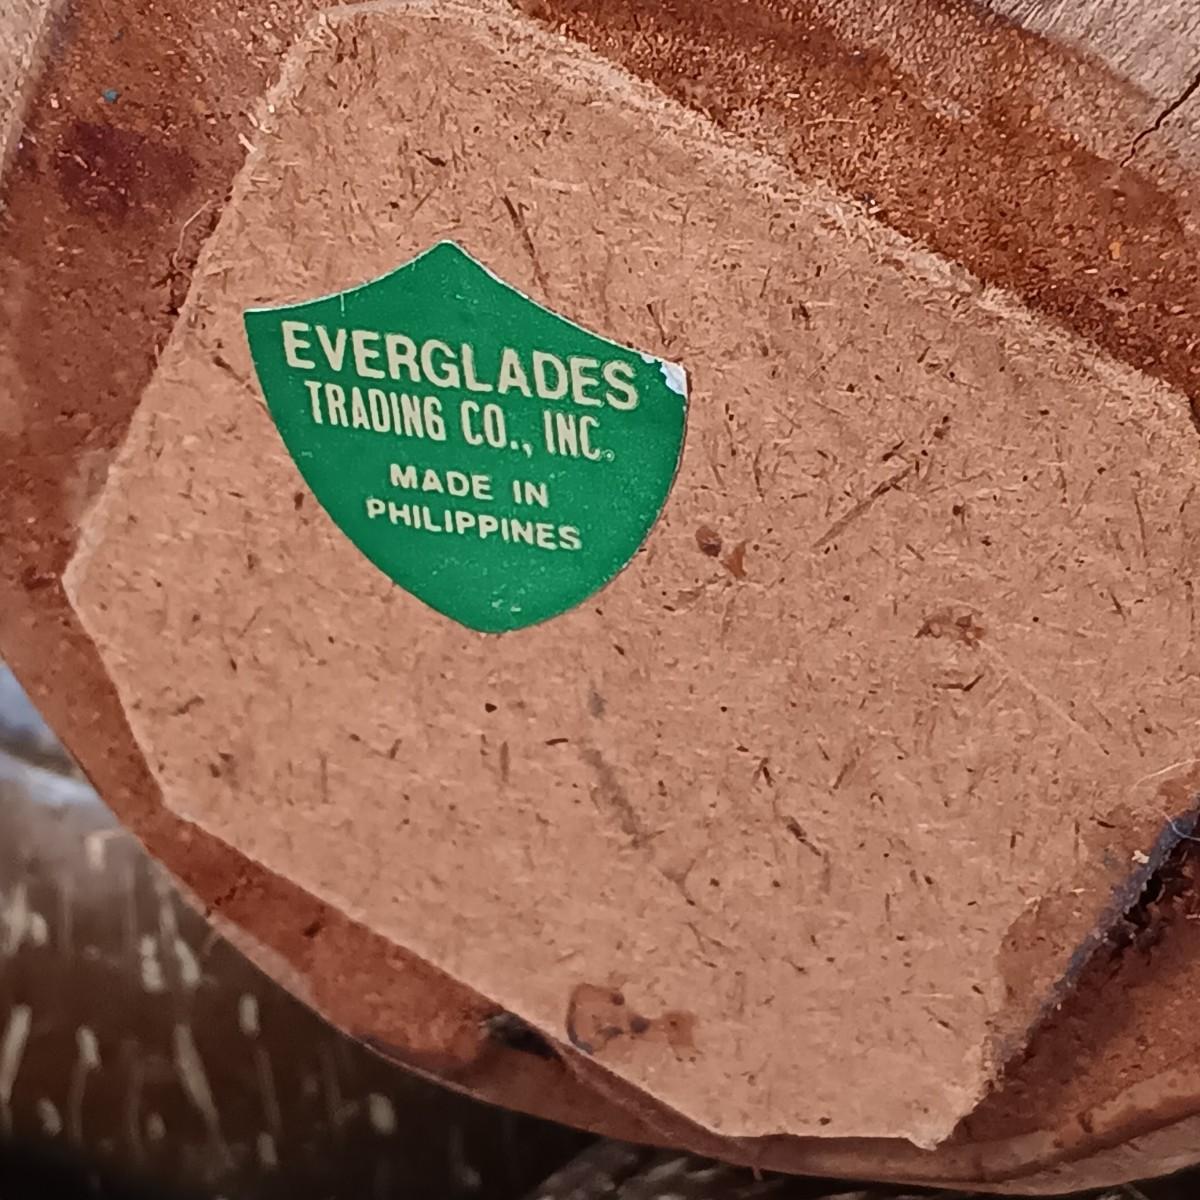 EVERGLADES
TRADING CO., INC.
MADE IN
PHILIPPINES